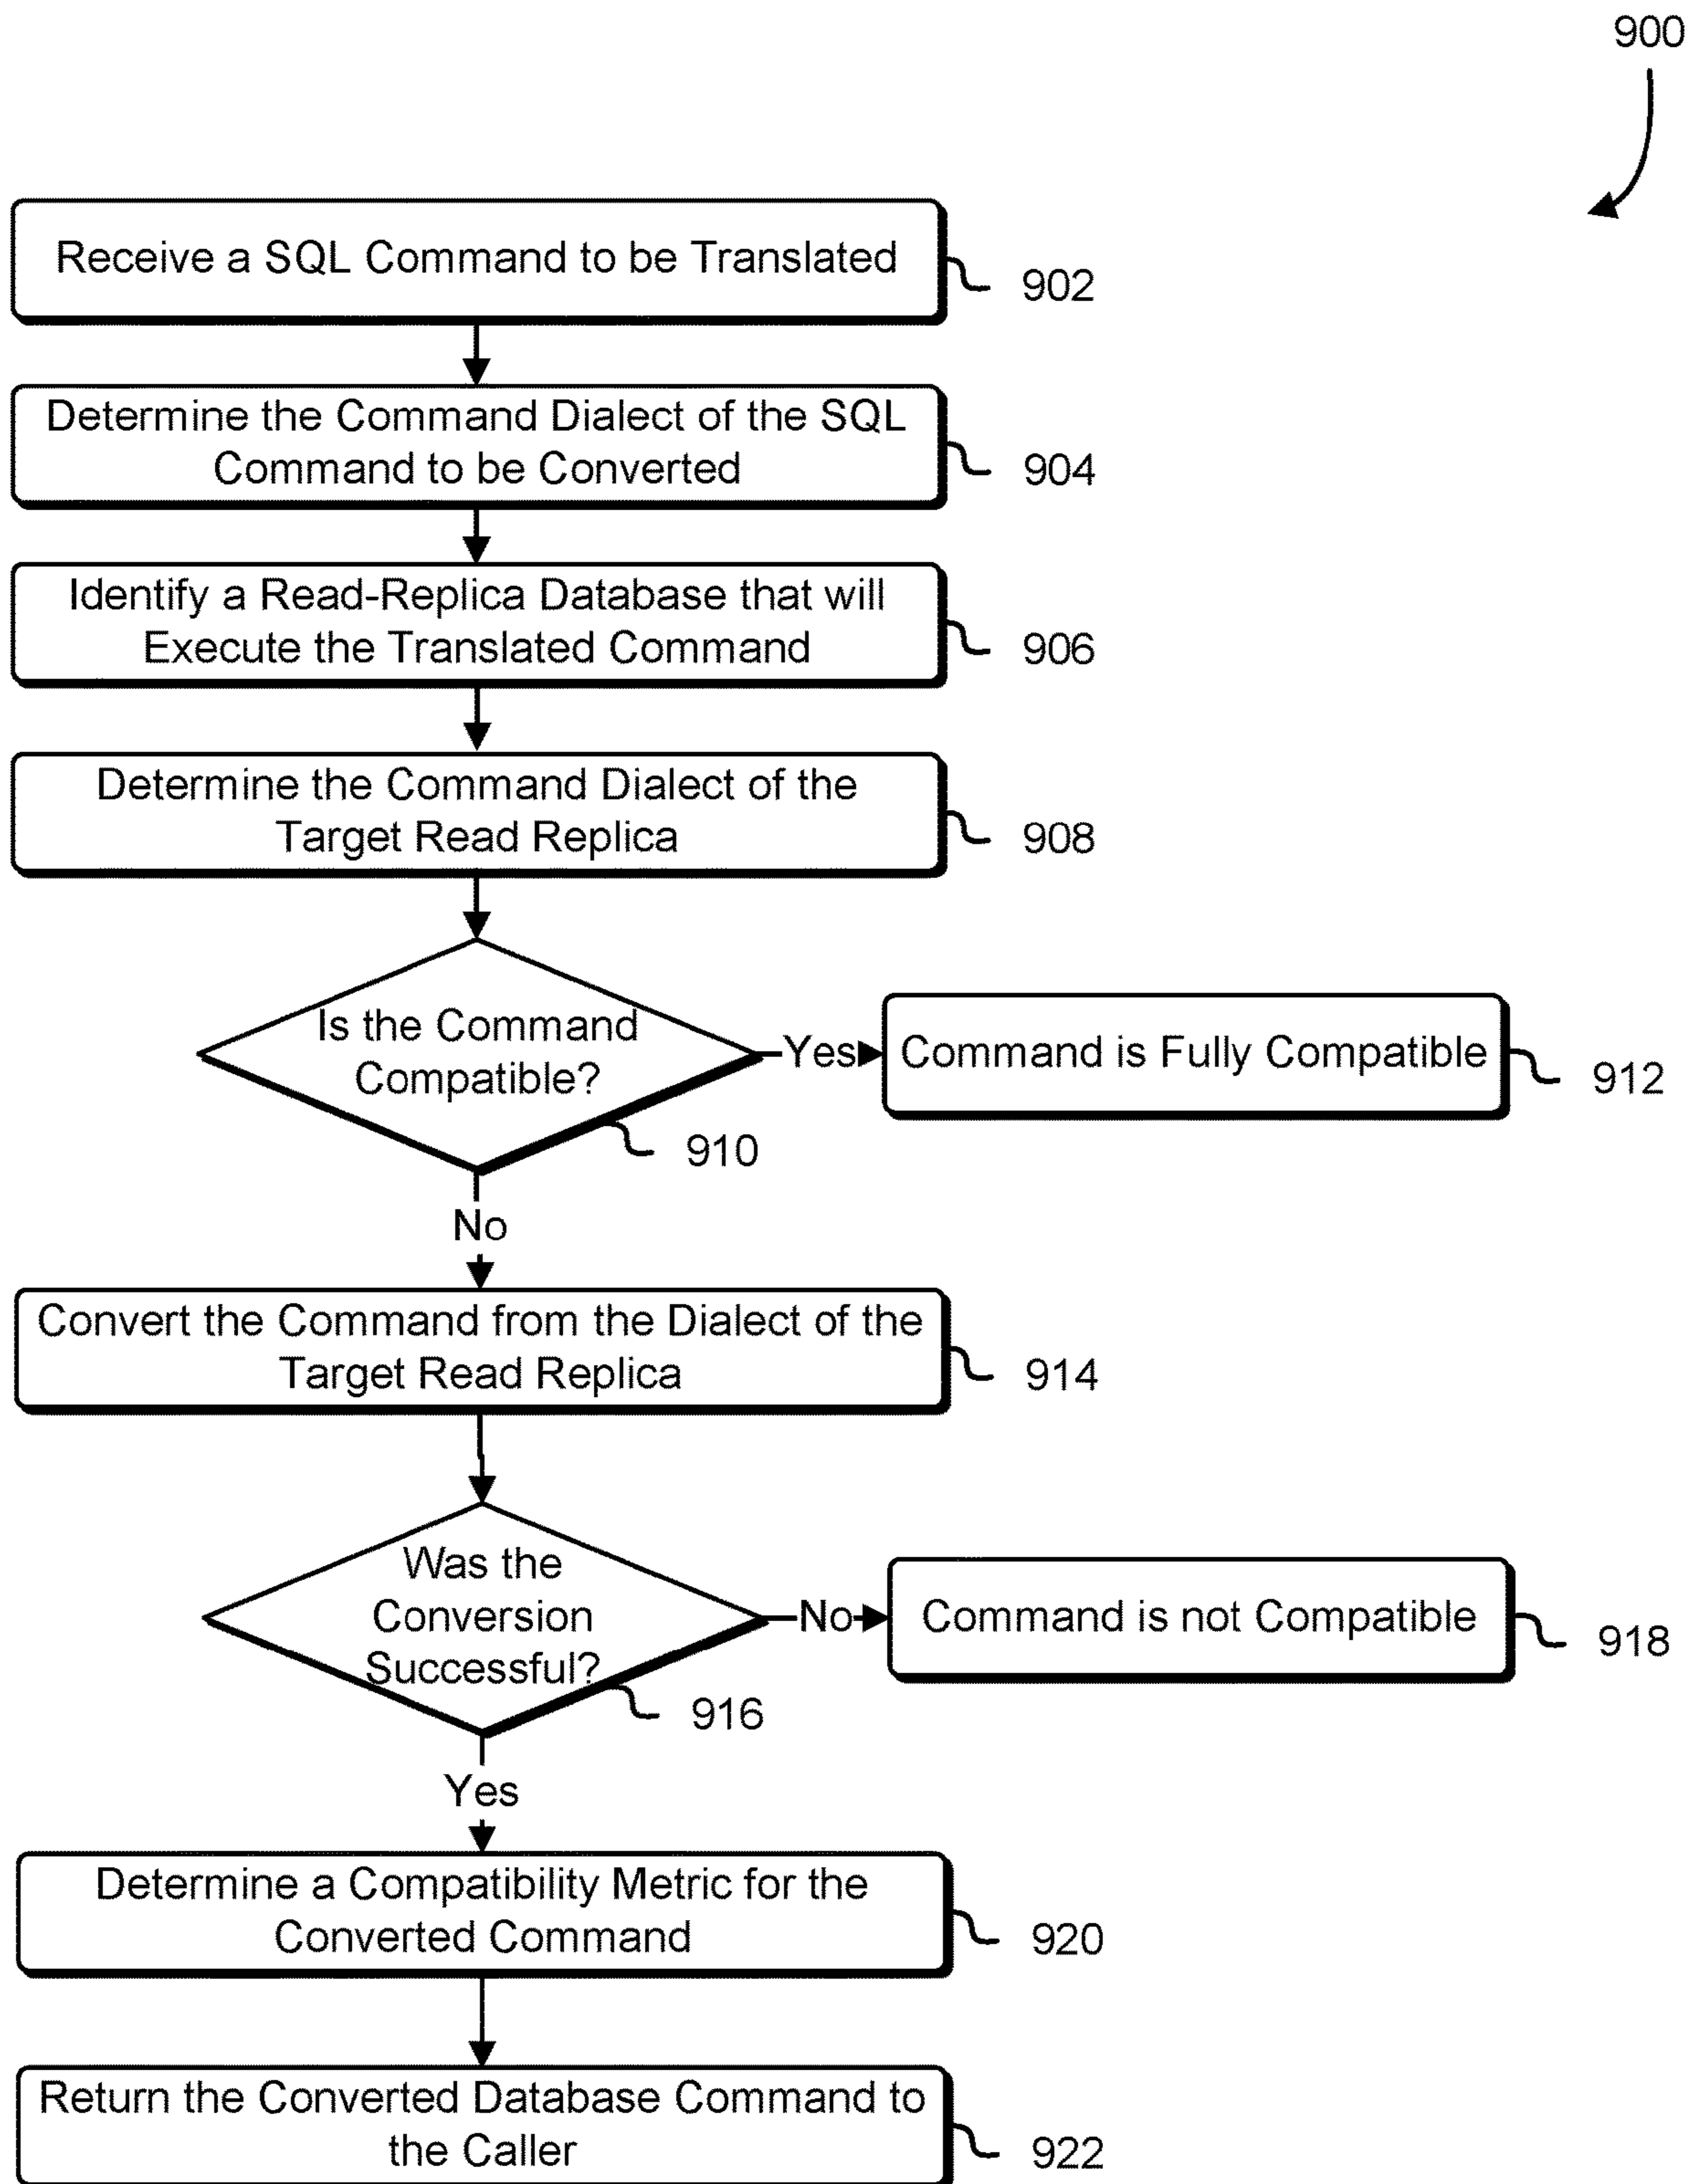 900
Receive a SQL Command to be Translated
902
Determine the Command Dialect of the SQL
Command to be Converted
904
Identify a Read-Replica Database that will
Execute the Translated Command
906
Determine the Command Dialect of the
Target Read Replica
908
Is the Command
Compatible?
910
Yes
Command is Fully Compatible
912
No
Convert the Command from the Dialect of the
Target Read Replica
914
Was the
Conversion
Successful?
916
No
Command is not Compatible
918
Yes
Determine a Compatibility Metric for the
Converted Command
920
Return the Converted Database Command to
the Caller
922